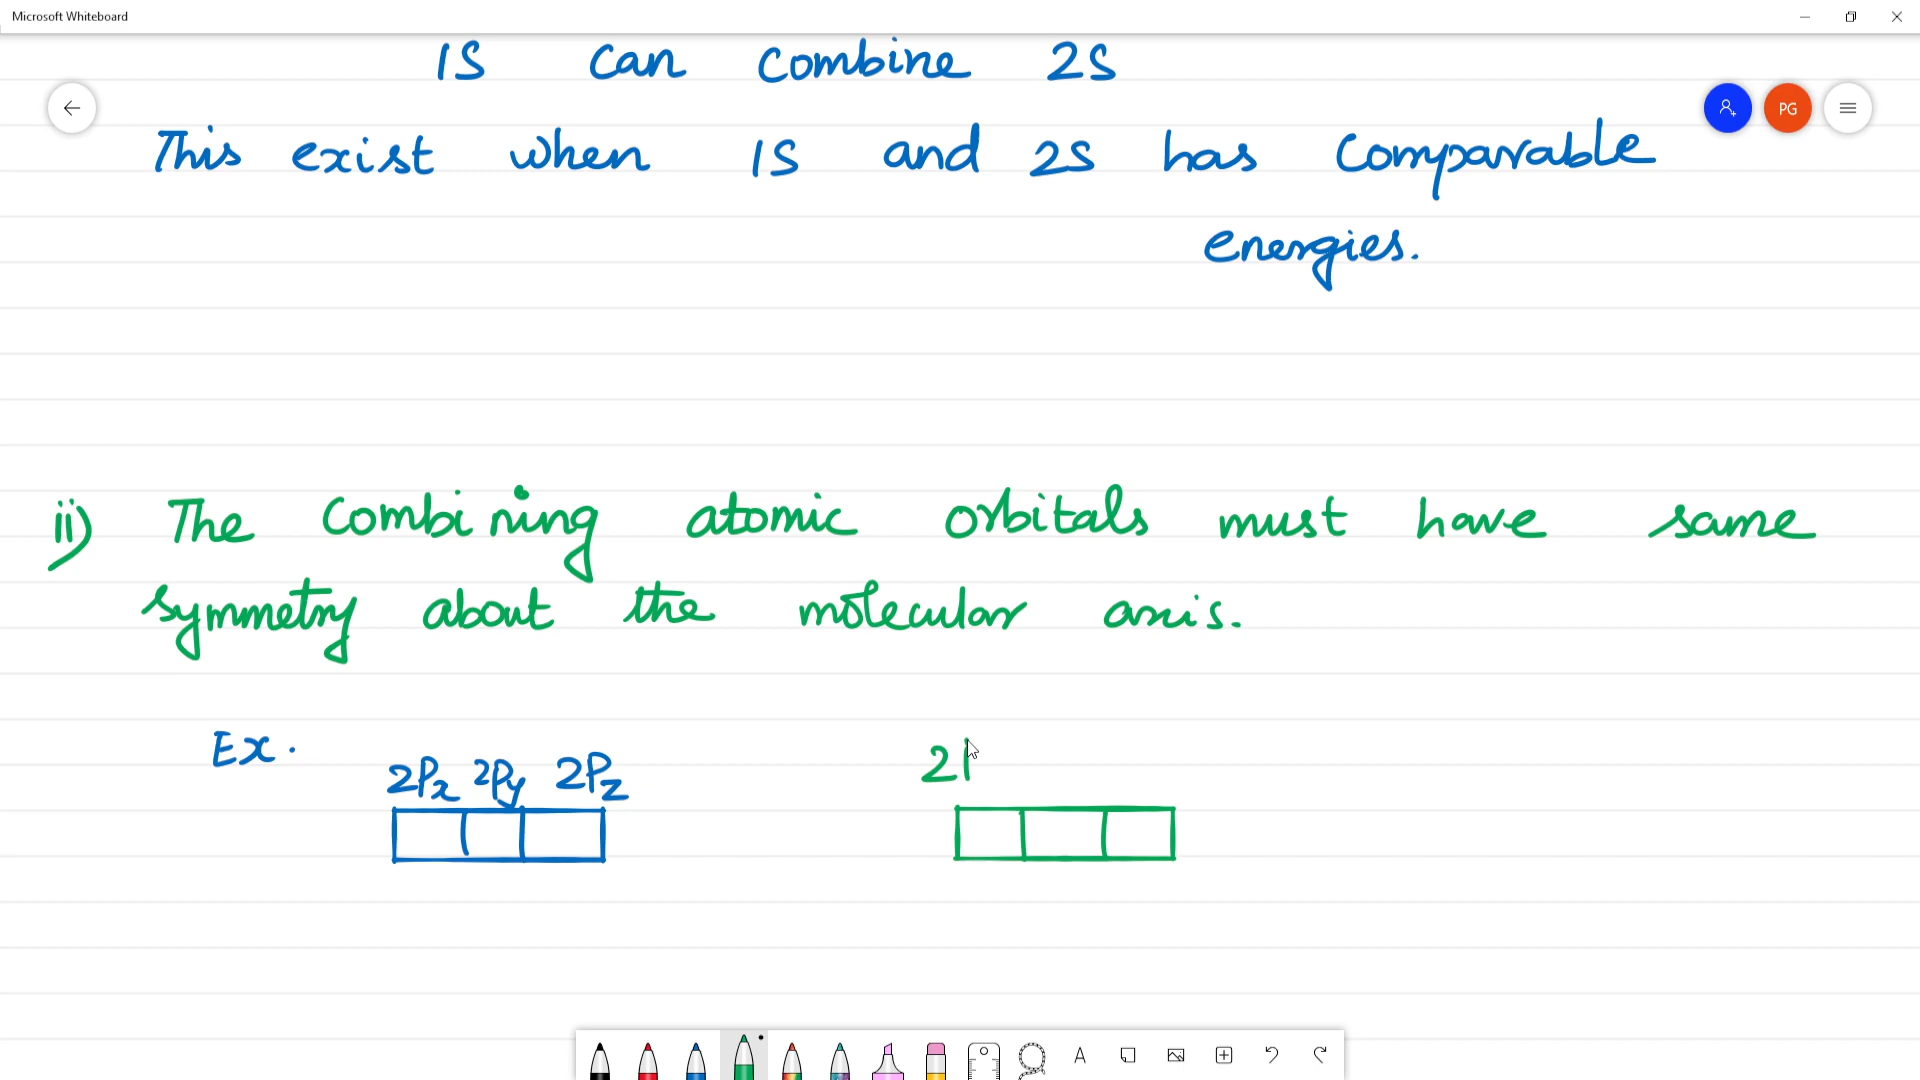 Microsoft Whiteboard
1S can combine 2S
PG
This exist when 1S and 2S has comparable
energies.
ii) The combining atomic orbitals must have same
symmetry about the molecular axis.
Ex. 2Px 2Py 2Pz 2
A